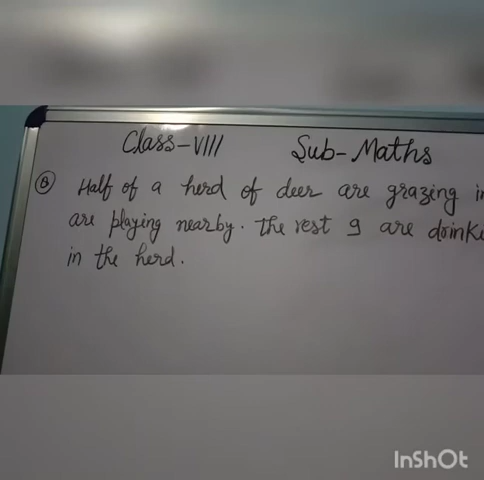 Class-VIII Sub-Maths
Q Half of a herd of deer are grazing
are playing nearby. The rest 9 are
in the herd.
InShOt